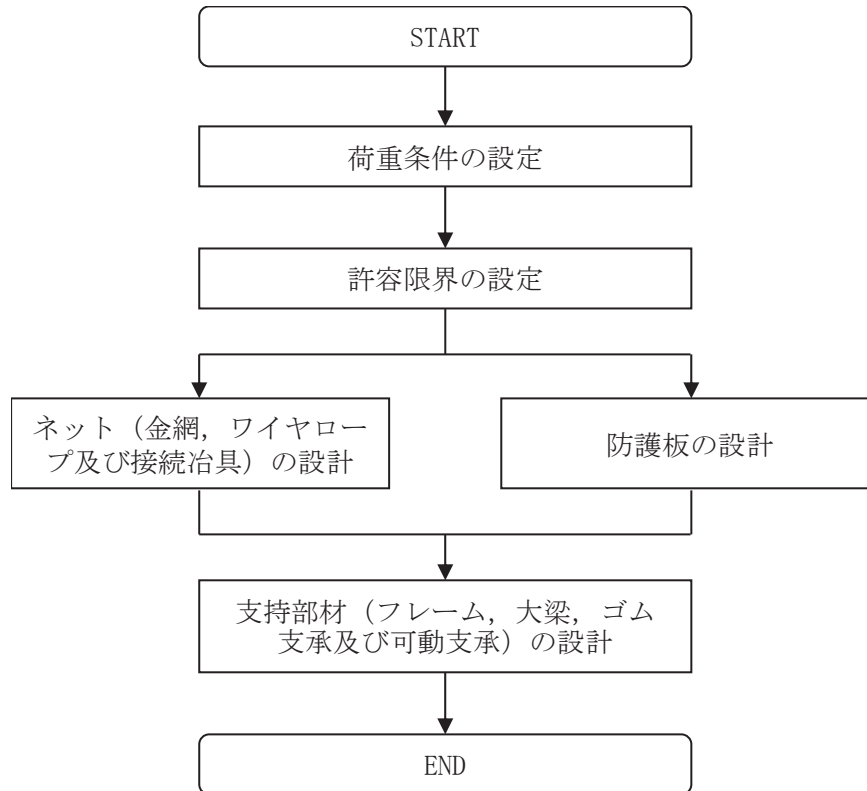 START
荷重条件の設定
許容限界の設定
ネット（金網，ワイヤロー
プ及び接続冶具）の設計
防護板の設計
支持部材（フレーム，大梁，ゴム
支承及び可動支承）の設計
END